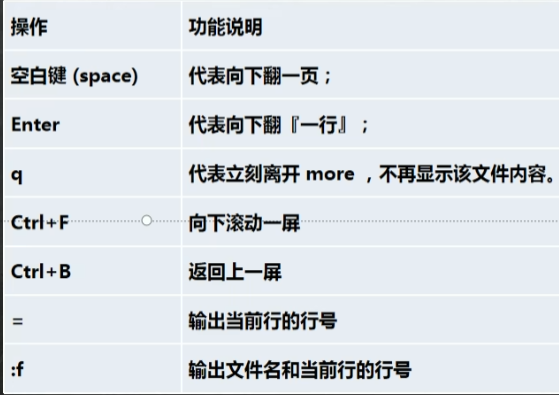 操作 功能说明
空白键 (space) 代表向下翻一页；
Enter 代表向下翻『一行』；
q 代表立刻离开 more ，不再显示该文件内容。
Ctrl+F 向下滚动一屏
Ctrl+B 返回上一屏
= 输出当前行的行号
:f 输出文件名和当前行的行号